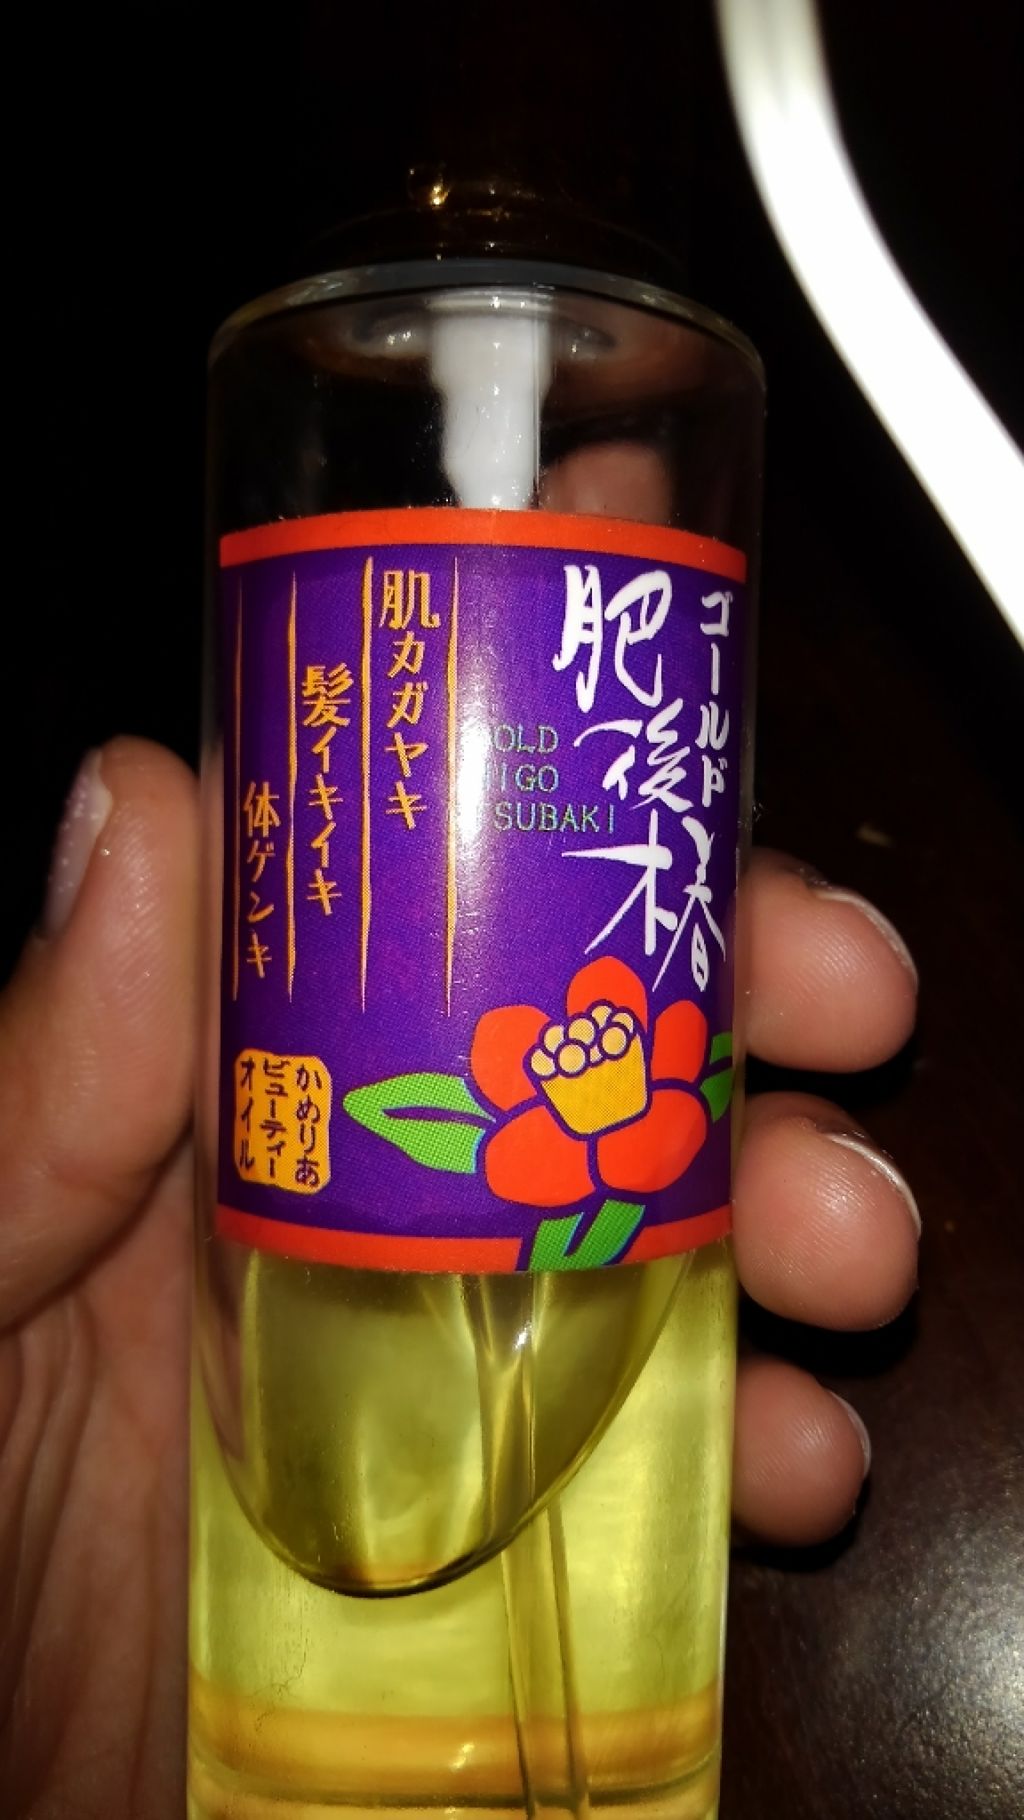 ゴールド
肥後椿
OLD
IGO
SUBAKI
肌カガヤキ
髪イキイキ
体ゲンキ
かめりあ
ビューティー
オイル